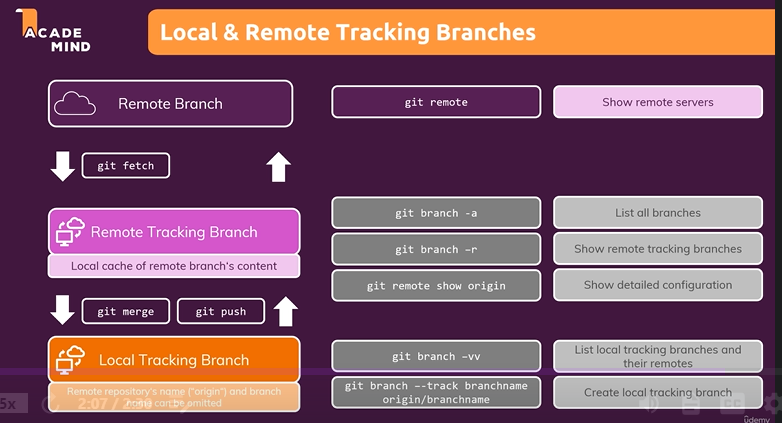 ACADE
MIND
Local & Remote Tracking Branches
Remote Branch
git remote
Show remote servers
git fetch
Remote Tracking Branch
Local cache of remote branch's content
git branch -a
List all branches
git branch –r
Show remote tracking branches
git remote show origin
Show detailed configuration
git merge
git push
Local Tracking Branch
Remote repository's name ("origin") and branch
name can be omitted
git branch –vv
List local tracking branches and
their remotes
git branch --track branchname
origin/branchname
Create local tracking branch
5x
2:07 /
CC
ûdemy